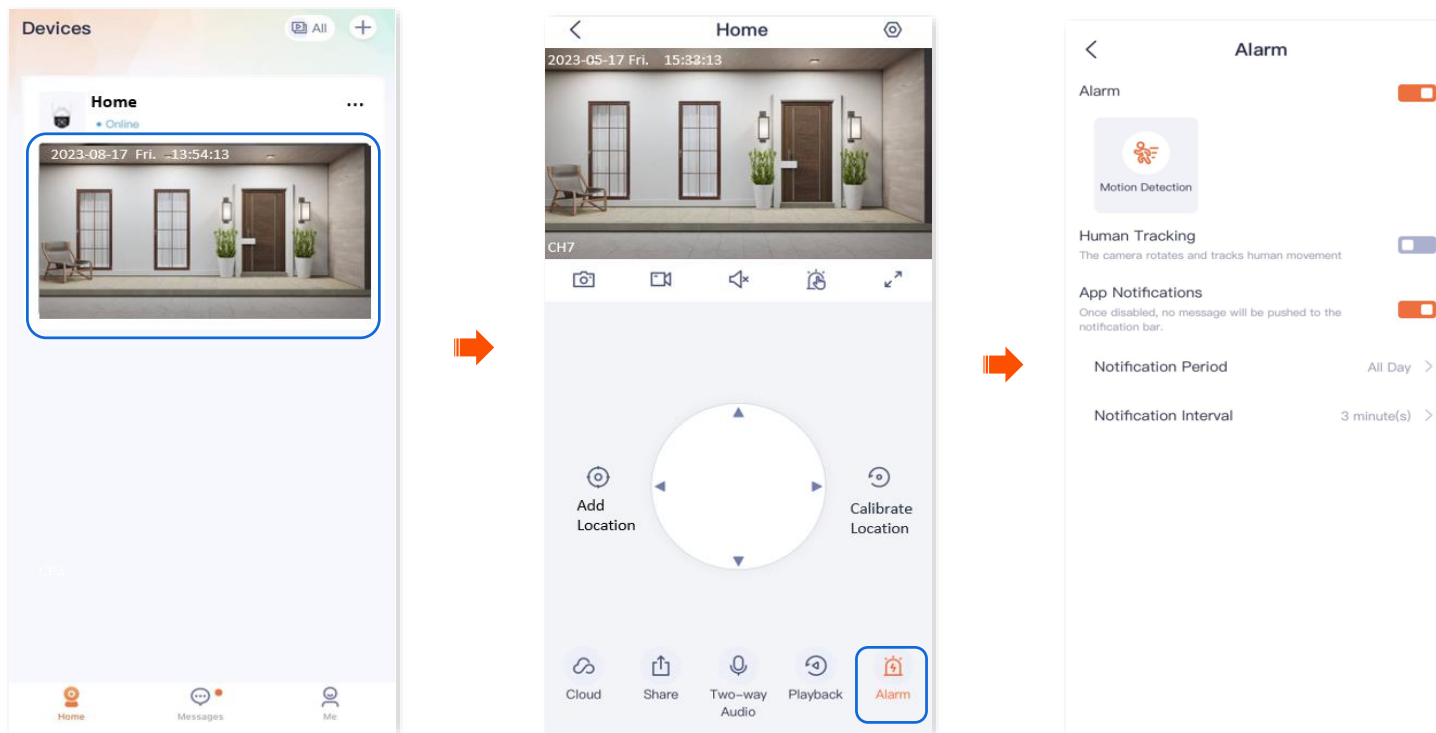 Devices
All
Home
• Online
2023-08-17 Fri. 13:54:13
Home
Messages
Me
Home
2023-05-17 Fri. 15:33:13
CH7
Add
Location
Calibrate
Location
Cloud
Share
Two-way
Audio
Playback
Alarm
Alarm
Alarm
Motion Detection
Human Tracking
The camera rotates and tracks human movement
App Notifications
Once disabled, no message will be pushed to the
notification bar.
Notification Period
All Day
Notification Interval
3 minute(s)